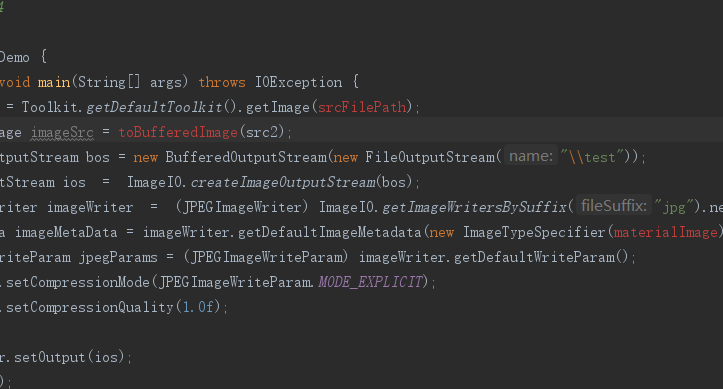 4
Demo {
void main(String[] args) throws IOException {
= Toolkit.getDefaultToolkit().getImage(srcFilePath);
age imageSrc = toBufferedImage(src2);
tputStream bos = new BufferedOutputStream(new FileOutputStream( name: "\\test"));
tStream ios = ImageIO.createImageOutputStream(bos);
riter imageWriter = (JPEGImageWriter) ImageIO.getImageWritersBySuffix( fileSuffix: "jpg").ne
a imageMetaData = imageWriter.getDefaultImageMetadata(new ImageTypeSpecifier(materialImage)
riteParam jpegParams = (JPEGImageWriteParam) imageWriter.getDefaultWriteParam();
.setCompressionMode(JPEGImageWriteParam.MODE_EXPLICIT);
.setCompressionQuality(1.0f);
r.setOutput(ios);
);